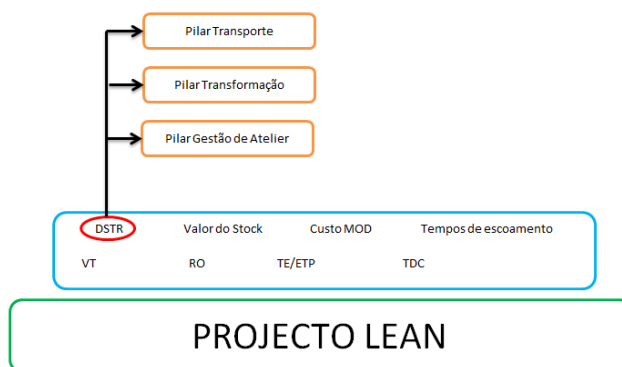 Pilar Transporte
Pilar Transformação
Pilar Gestão de Atelier
DSTR Valor do Stock Custo MOD Tempos de escoamento
VT RO TE/ETP TDC
PROJECTO LEAN